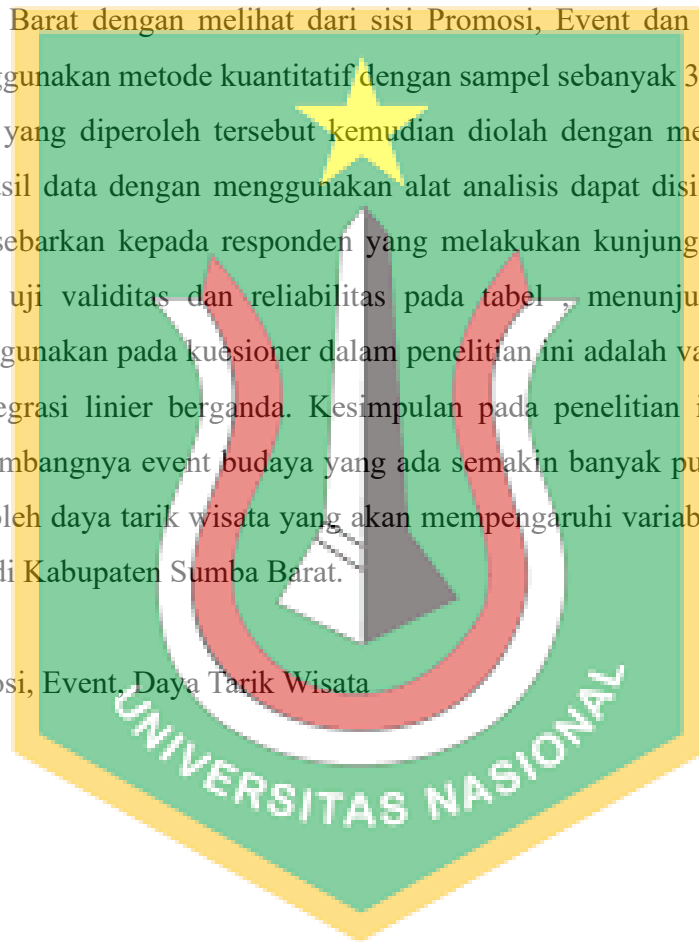 Barat dengan melihat dari sisi Promosi, Event dan
ggunakan metode kuantitatif dengan sampel sebanyak 3
yang diperoleh tersebut kemudian diolah dengan me
sil data dengan menggunakan alat analisis dapat disi
sebarkan kepada responden yang melakukan kunjung
uji validitas dan reliabilitas pada tabel , menunju
gunakan pada kuesioner dalam penelitian ini adalah va
egrasi linier berganda. Kesimpulan pada penelitian i
mbangnya event budaya yang ada semakin banyak pu
oleh daya tarik wisata yang akan mempengaruhi variab
di Kabupaten Sumba Barat.
osi, Event, Daya Tarik Wisata
UNIVERSITAS NASIONAL